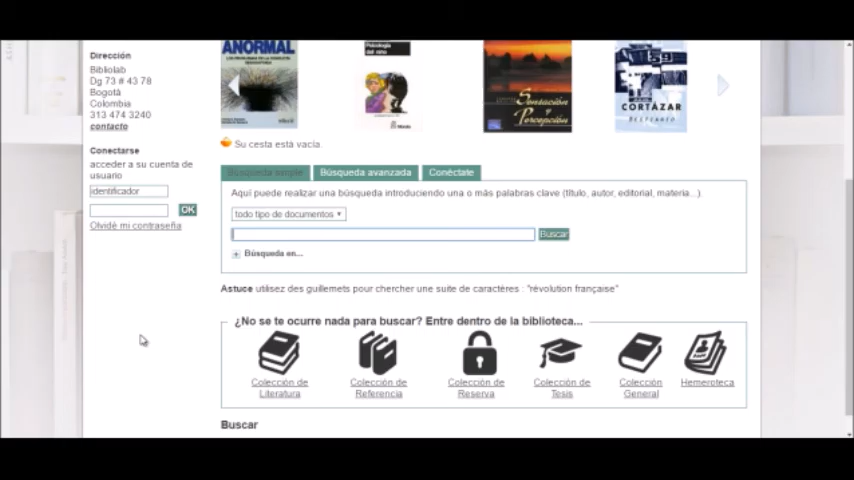 Dirección
Bibliolab
Dg 73 # 43 78
Bogotá
Colombia
313 474 3240
contacto
Conectarse
acceder a su cuenta de
usuario
identificador
OK
Olvidé mi contraseña
ANORMAL
Psicología
del niño
Sensación
y
Percepción
CORTÁZAR
BESTIARIO
Su cesta está vacía.
Búsqueda simple
Búsqueda avanzada
Conéctate
Aquí puede realizar una búsqueda introduciendo una o más palabras clave (título, autor, editorial, materia...).
todo tipo de documentos
Buscar
Búsqueda en...
Astuce utilisez des guillemets pour chercher une suite de caractères : "révolution française"
¿No se te ocurre nada para buscar? Entre dentro de la biblioteca...
Colección de
Literatura
Colección de
Referencia
Colección de
Reserva
Colección de
Tesis
Colección
General
Hemeroteca
Buscar